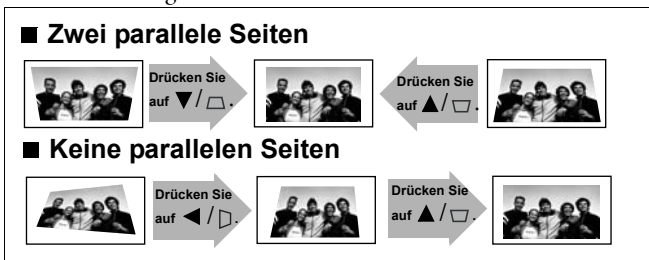 ■ Zwei parallele Seiten
Drücken Sie
auf ▼/⏢.
Drücken Sie
auf ▲/⏢.
■ Keine parallelen Seiten
Drücken Sie
auf ◀/▷.
Drücken Sie
auf ▲/⏢.